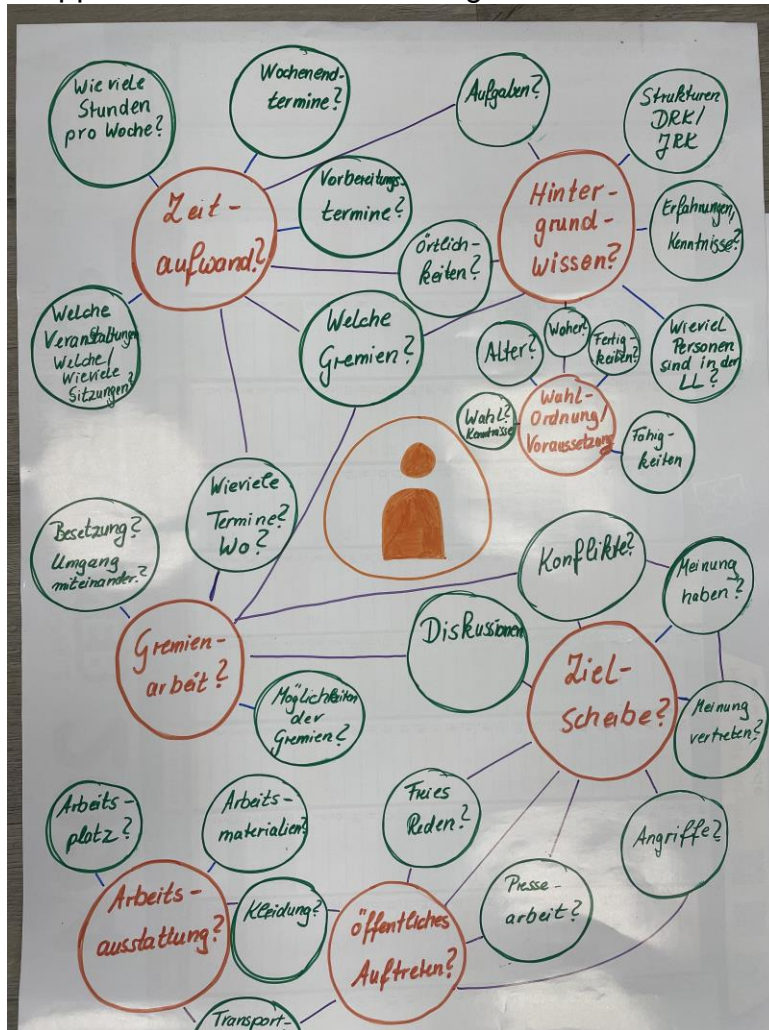 Wie viele
Stunden
pro Woche?
Wochenend-
termine?
Aufgaben?
Strukturen
DRK/
JRK
Zeit-
aufwand?
Vorbereitungs-
termine?
Hinter-
grund-
wissen?
Erfahrungen,
Kenntnisse?
Örtlich-
keiten?
Welche
Veranstaltungen
Welche/
Wieviele
Sitzungen?
Welche
Gremien?
Alter?
Woher?
Fertig-
keiten?
Wieviel
Personen
sind in der
LL?
Wahl?
Kenntnisse
Wahl-
Ordnung/
Voraussetzung
Fähig-
keiten
Wieviele
Termine?
Wo?
Besetzung?
Umgang
miteinander?
Konflikte?
Meinung
haben?
Gremien-
arbeit?
Diskussionen
Ziel-
scheibe?
Meinung
vertreten?
Möglichkeiten
der
Gremien?
Arbeits-
platz?
Arbeits-
materialien?
Freies
Reden?
Angriffe?
Arbeits-
ausstattung?
Kleidung?
öffentliches
Auftreten?
Presse-
arbeit?
Transport-